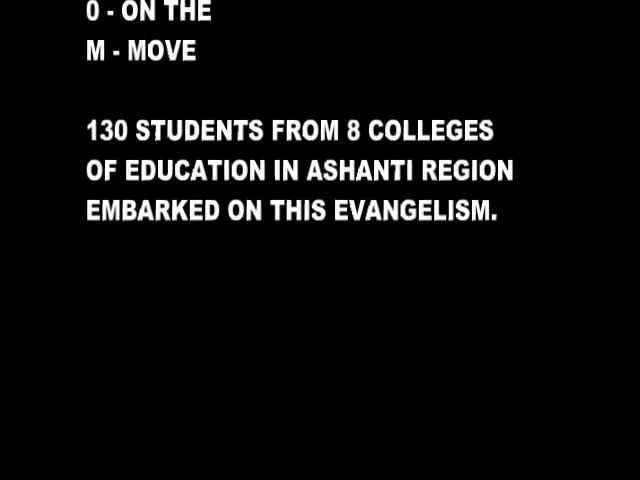 0 - ON THE
M - MOVE
130 STUDENTS FROM 8 COLLEGES
OF EDUCATION IN ASHANTI REGION
EMBARKED ON THIS EVANGELISM.